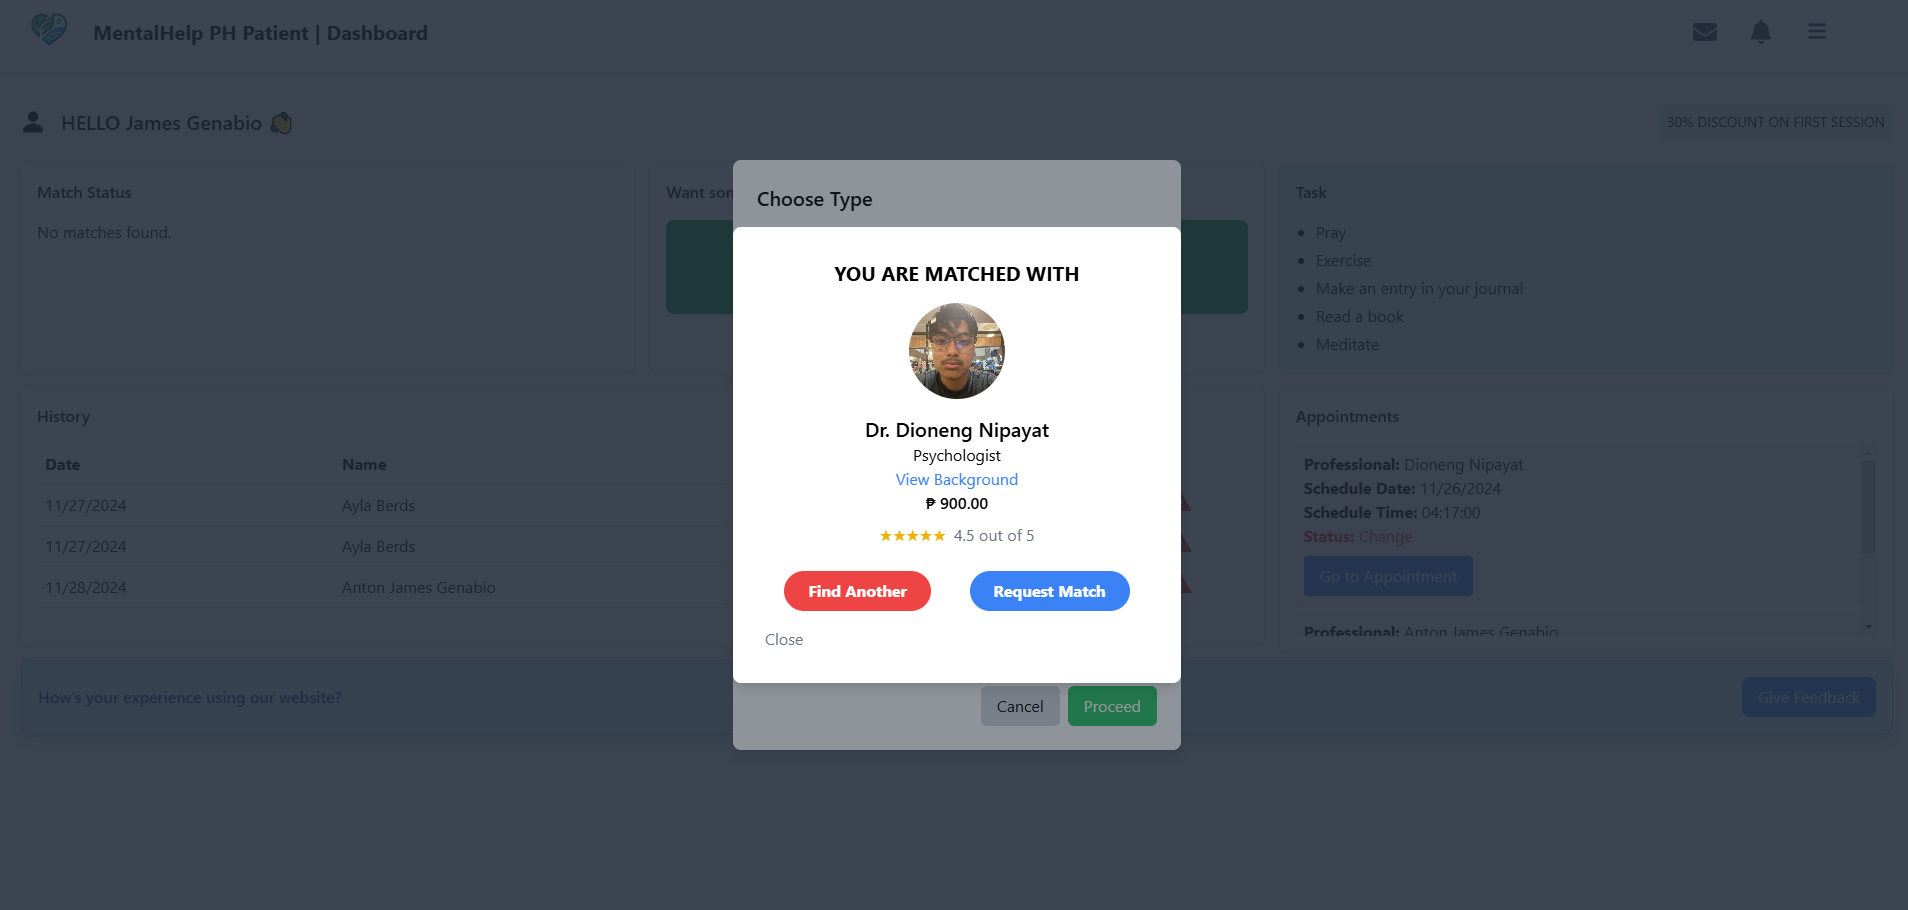 MentalHelp PH Patient | Dashboard
HELLO James Genabio
30% DISCOUNT ON FIRST SESSION
Match Status
No matches found.
Want
Choose Type
YOU ARE MATCHED WITH
Dr. Dioneng Nipayat
Psychologist
View Background
₱ 900.00
★★★★★ 4.5 out of 5
Find Another
Request Match
Close
Cancel
Proceed
Task
• Pray
• Exercise
• Make an entry in your journal
• Read a book
• Meditate
History
Date Name
11/27/2024 Ayla Berds
11/27/2024 Ayla Berds
11/28/2024 Anton James Genabio
Appointments
Professional: Dioneng Nipayat
Schedule Date: 11/26/2024
Schedule Time: 04:17:00
Status: Change
Go to Appointment
Professional: Anton James Genabio
How's your experience using our website?
Give Feedback